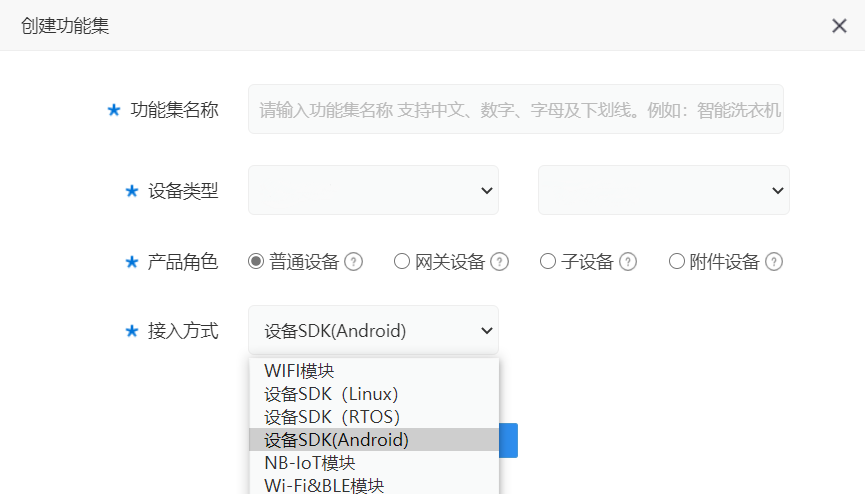 创建功能集
功能集名称 请输入功能集名称 支持中文、数字、字母及下划线。例如：智能洗衣机
设备类型
产品角色 普通设备 ? 网关设备 ? 子设备 ? 附件设备 ?
接入方式 设备SDK(Android)
WIFI模块
设备SDK（Linux）
设备SDK（RTOS）
设备SDK(Android)
NB-IoT模块
Wi-Fi&BLE模块